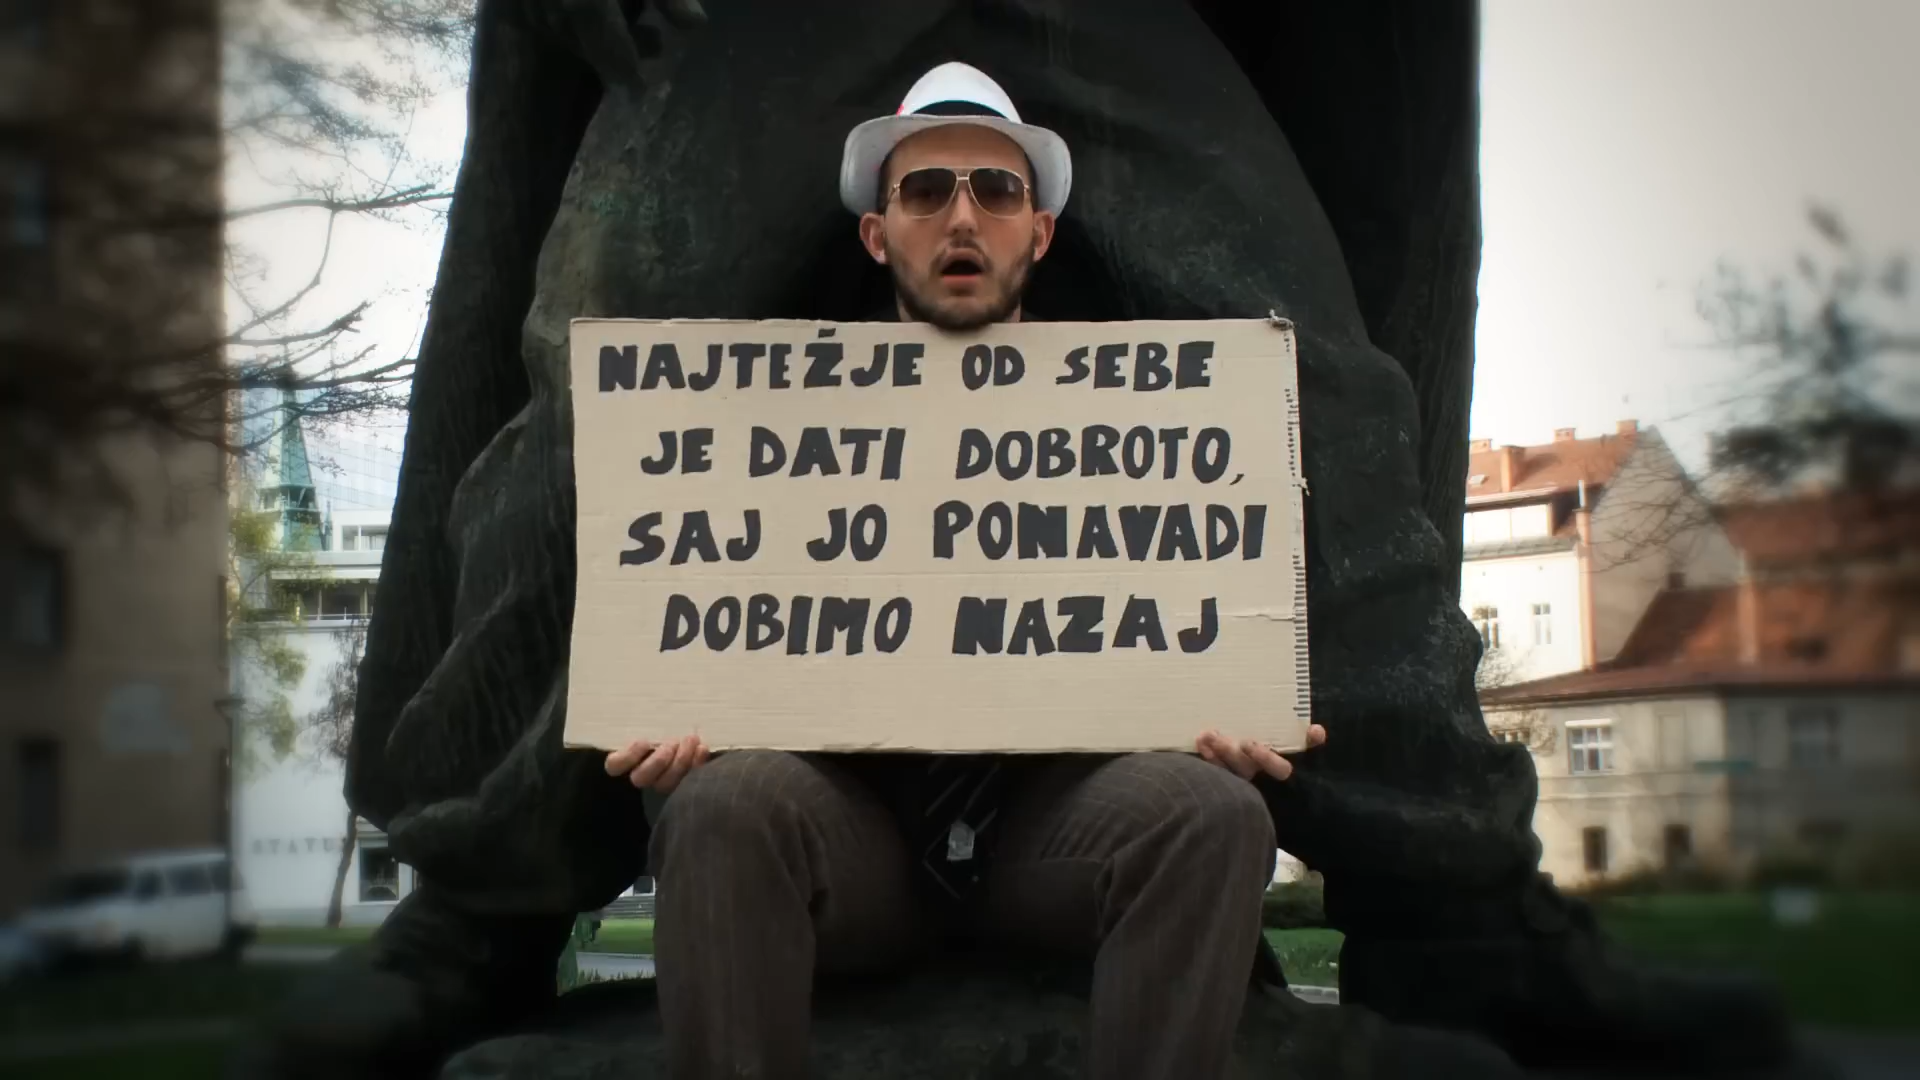 NAJTEŽJE OD SEBE
JE DATI DOBROTO,
SAJ JO PONAVADI
DOBIMO NAZAJ